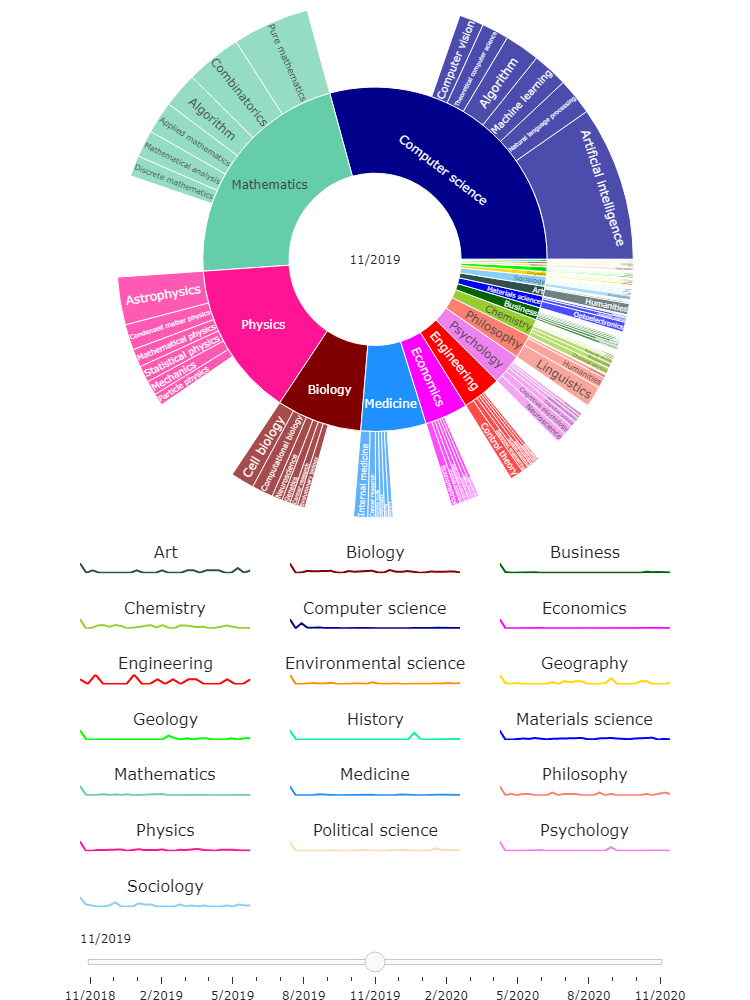 Pure mathematics
Combinatorics
Algorithm
Applied mathematics
Mathematical analysis
Discrete mathematics
Mathematics
Computer vision
Theoretical computer science
Algorithm
Machine learning
Natural language processing
Artificial intelligence
Computer science
11/2019
Sociology
Art
Humanities
Materials science
Optoelectronics
Business
Chemistry
Philosophy
Humanities
Linguistics
Psychology
Cognitive psychology
Neuroscience
Engineering
Control theory
Economics
Medicine
Internal medicine
Cancer research
Biology
Cell biology
Computational biology
Neuroscience
Physics
Astrophysics
Condensed matter physics
Mathematical physics
Statistical physics
Mechanics
Particle physics
Art
Biology
Business
Chemistry
Computer science
Economics
Engineering
Environmental science
Geography
Geology
History
Materials science
Mathematics
Medicine
Philosophy
Physics
Political science
Psychology
Sociology
11/2019
11/2018
2/2019
5/2019
8/2019
11/2019
2/2020
5/2020
8/2020
11/2020